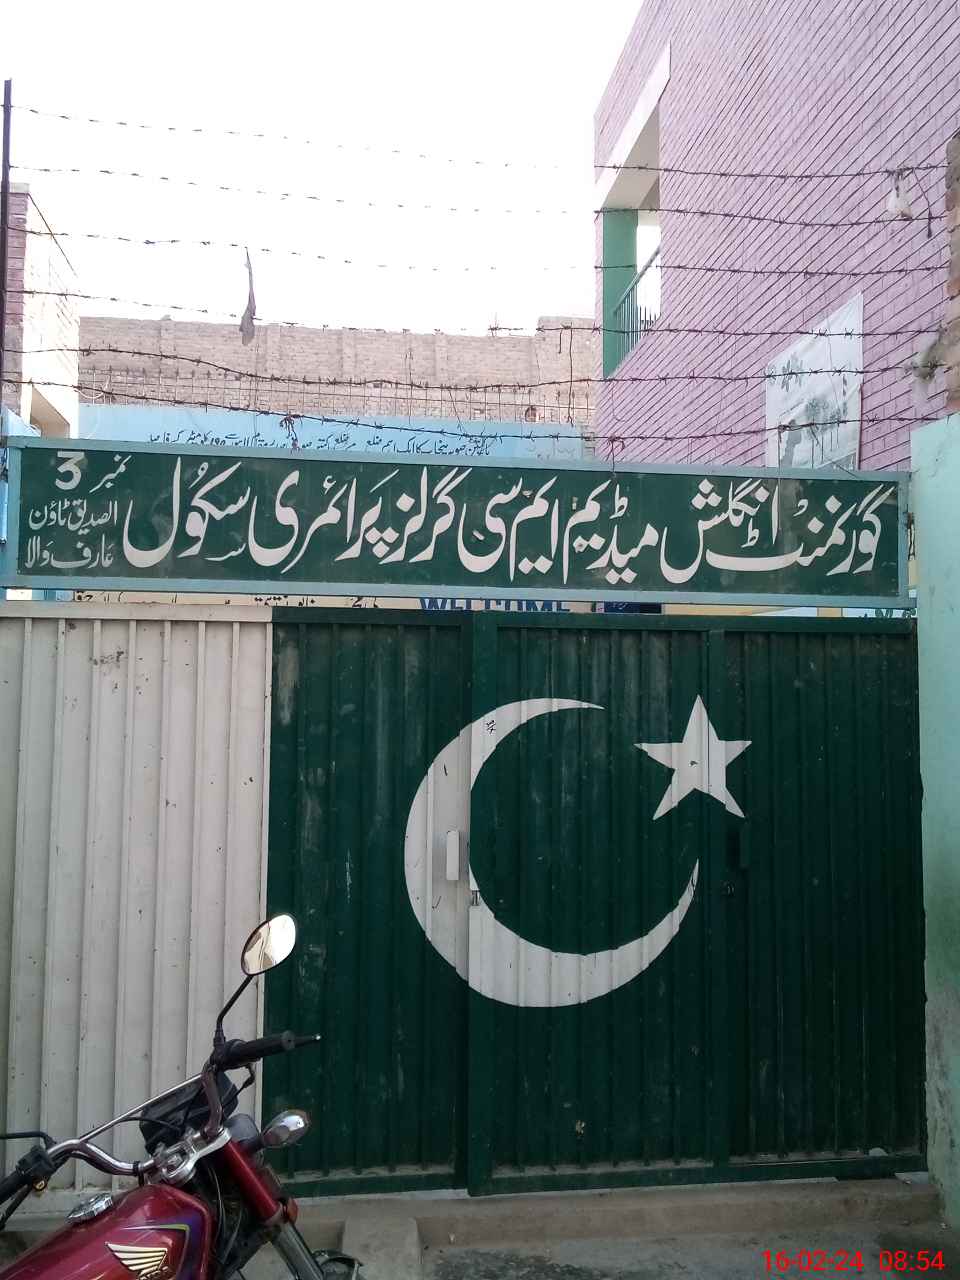 گورنمنٹ انگلش میڈیم ایم سی گرلز پرائمری سکول
نمبر 3
الصدیق ٹاؤن
عارف والا
WELCOME
16-02-24 08:54